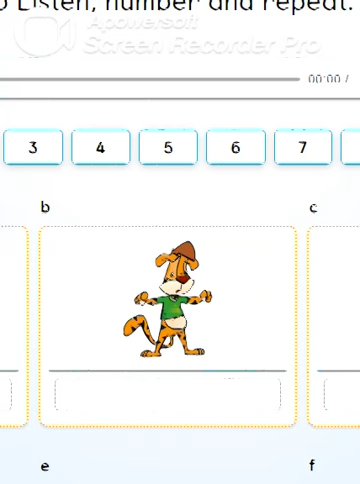 o Listen, number and repeat.
Apowersoft
Screen Recorder Pro
00:00 /
3 4 5 6 7
b c
e f